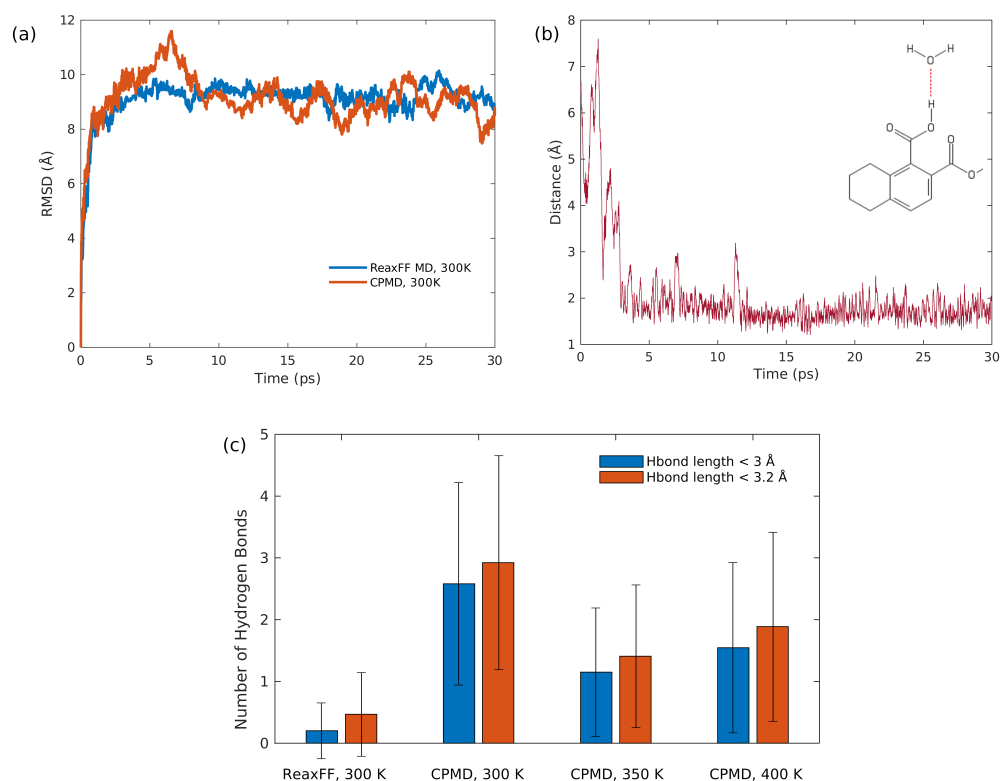 (a)
12
10
8
6
4
2
0
RMSD (Å)
ReaxFF MD, 300K
CPMD, 300K
0 5 10 15 20 25 30
Time (ps)
(b)
8
7
6
5
4
3
2
1
Distance (Å)
H H
O
H
O O O
O
0 5 10 15 20 25 30
Time (ps)
(c)
5
4
3
2
1
0
Number of Hydrogen Bonds
Hbond length < 3 Å
Hbond length < 3.2 Å
ReaxFF, 300 K CPMD, 300 K CPMD, 350 K CPMD, 400 K